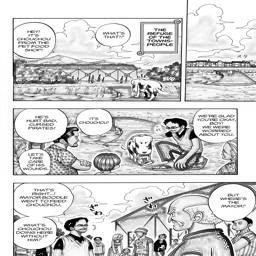 THE REFUGE
OF THE
TOWNS-
PEOPLE
WHAT'S
THAT?
HEY!
IT'S
CHOUCHOU
FROM THE
PET FOOD
SHOP!
HE'S GLAD
YOU'RE OKAY,
BOY!
WE WERE
WORRIED
ABOUT YOU.
IT'S
CHOUCHOU!
HE'S
HURT BAD.
CURSED
PIRATES!
LET'S
TAKE
CARE OF HIS
WOUNDS.
BUT
WHERE'S
THE
MAYOR?
THAT'S
RIGHT...!
MAYOR BOODLE
WENT TO FEED
CHOUCHOU.
WHAT'S
CHOUCHOU
DOING HERE
WITHOUT
HIM?